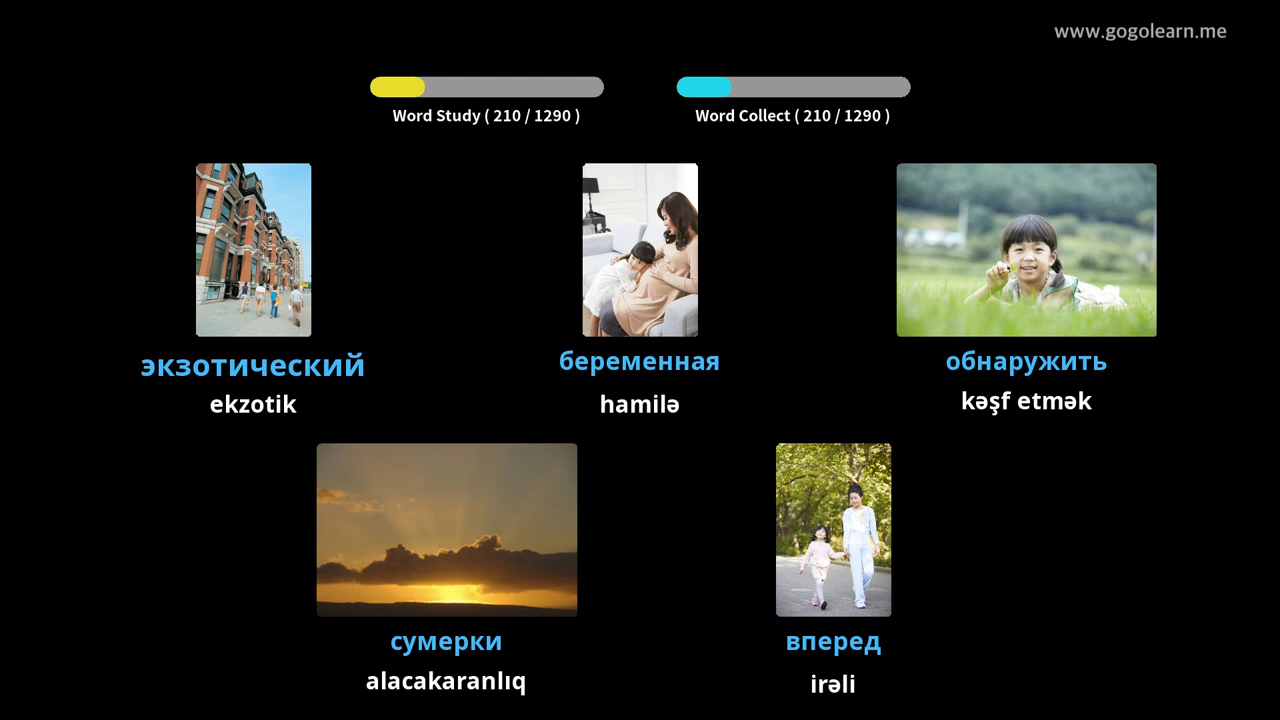 www.gogolearn.me
Word Study ( 210 / 1290 )
Word Collect ( 210 / 1290 )
экзотический
ekzotik
беременная
hamilə
обнаружить
kəşf etmək
сумерки
alacakaranlıq
вперед
irəli